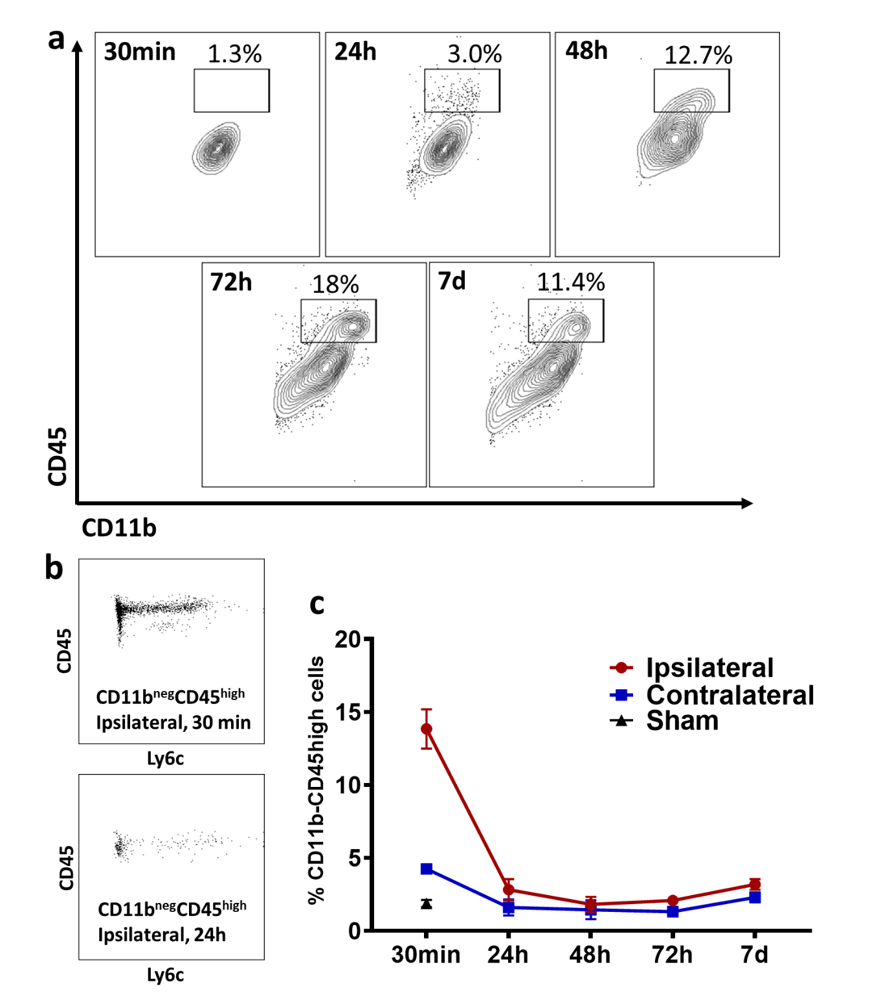 a
30min 1.3%
24h 3.0%
48h 12.7%
72h 18%
7d 11.4%
CD45
CD11b
b
CD45
CD11bnegCD45high
Ipsilateral, 30 min
Ly6c
CD45
CD11bnegCD45high
Ipsilateral, 24h
Ly6c
c
% CD11b-CD45high cells
20
15
10
5
0
30min 24h 48h 72h 7d
Ipsilateral
Contralateral
Sham